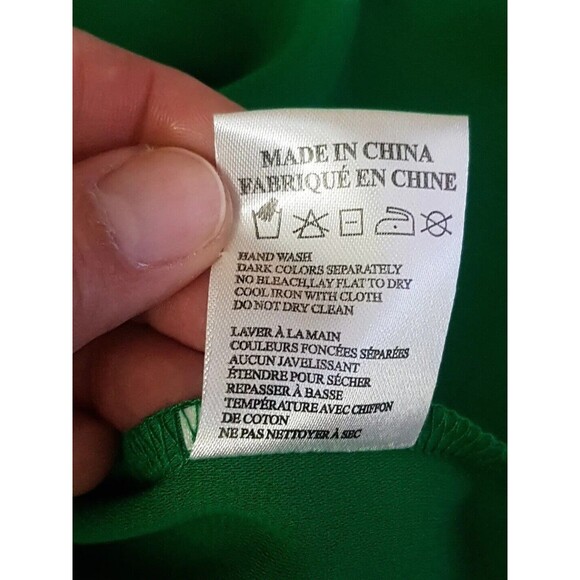 MADE IN CHINA
FABRIQUÉ EN CHINE
HAND WASH
DARK COLORS SEPARATELY
NO BLEACH,LAY FLAT TO DRY
COOL IRON WITH CLOTH
DO NOT DRY CLEAN
LAVER À LA MAIN
COULEURS FONCÉES SÉPARÉES
AUCUN JAVELISSANT
ÉTENDRE POUR SÉCHER
REPASSER À BASSE
TEMPÉRATURE AVEC CHIFFON
DE COTON
NE PAS NETTOYER À SEC